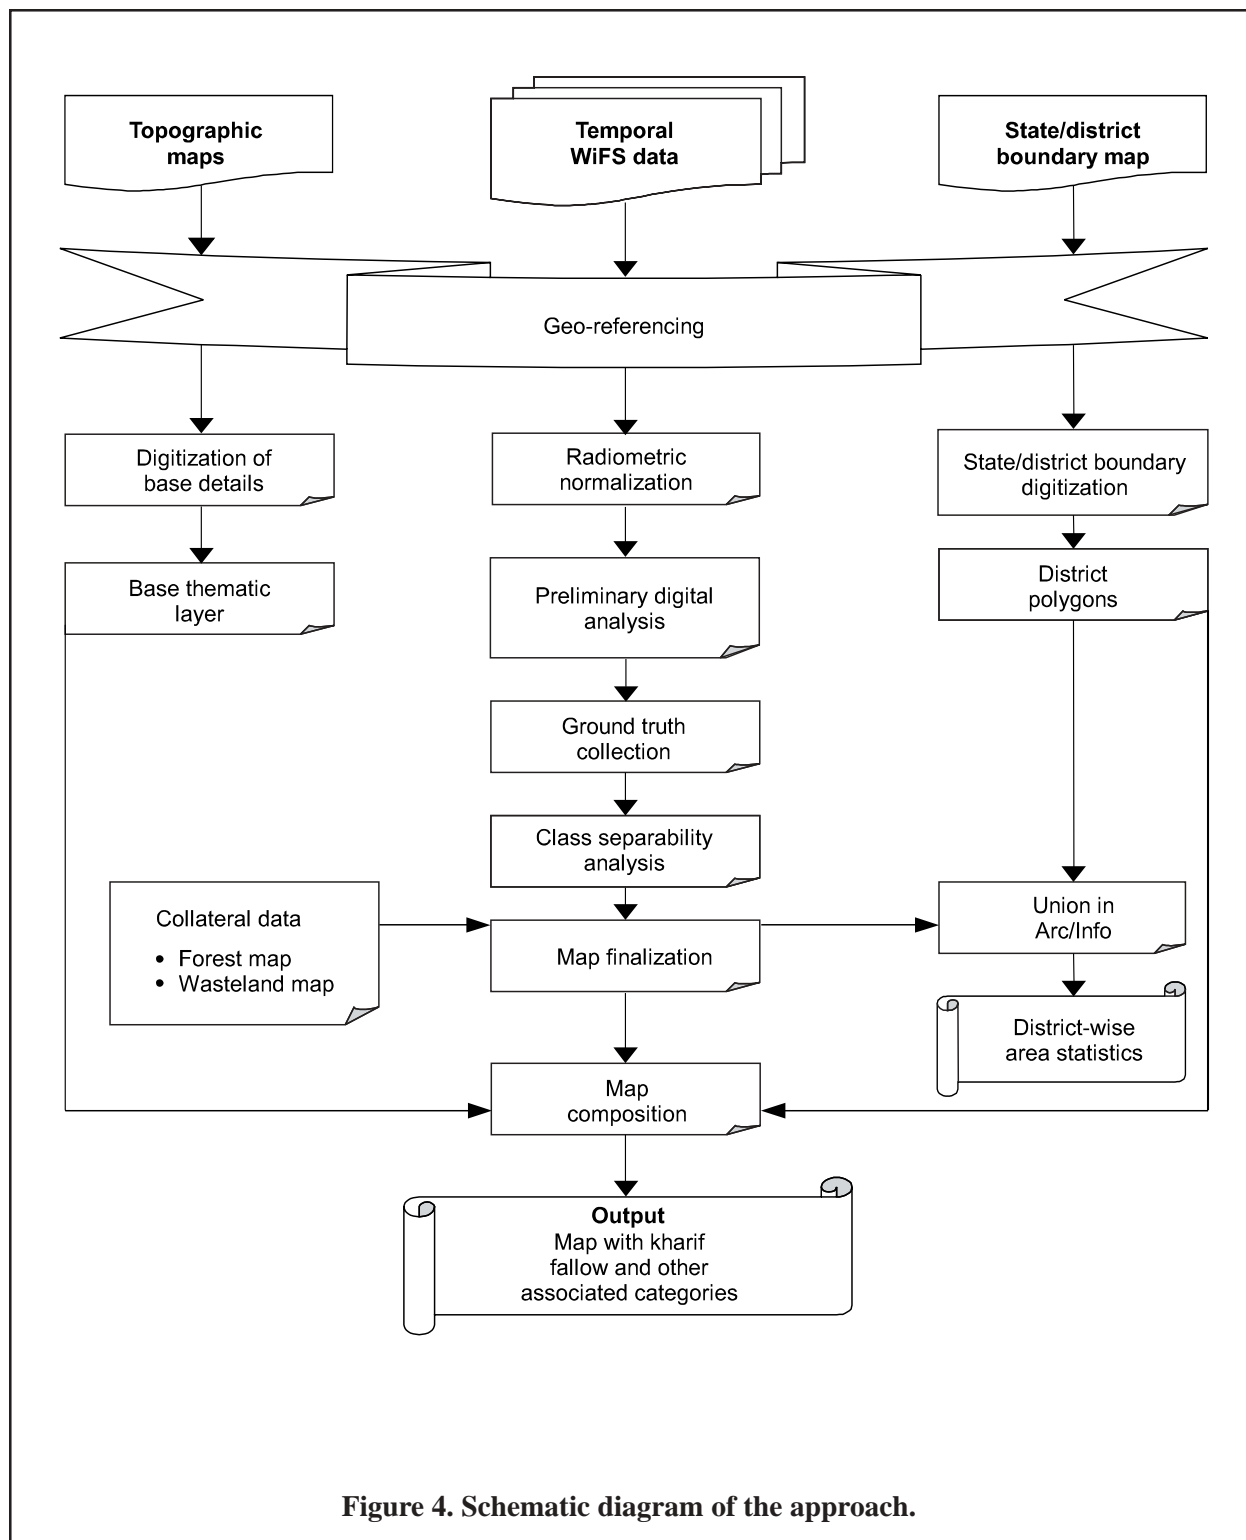 Topographic
maps
Temporal
WiFS data
State/district
boundary map
Geo-referencing
Digitization of
base details
Radiometric
normalization
State/district boundary
digitization
Base thematic
layer
Preliminary digital
analysis
District
polygons
Ground truth
collection
Class separability
analysis
Collateral data
• Forest map
• Wasteland map
Map finalization
Union in
Arc/Info
District-wise
area statistics
Map
composition
Output
Map with kharif
fallow and other
associated categories
Figure 4. Schematic diagram of the approach.